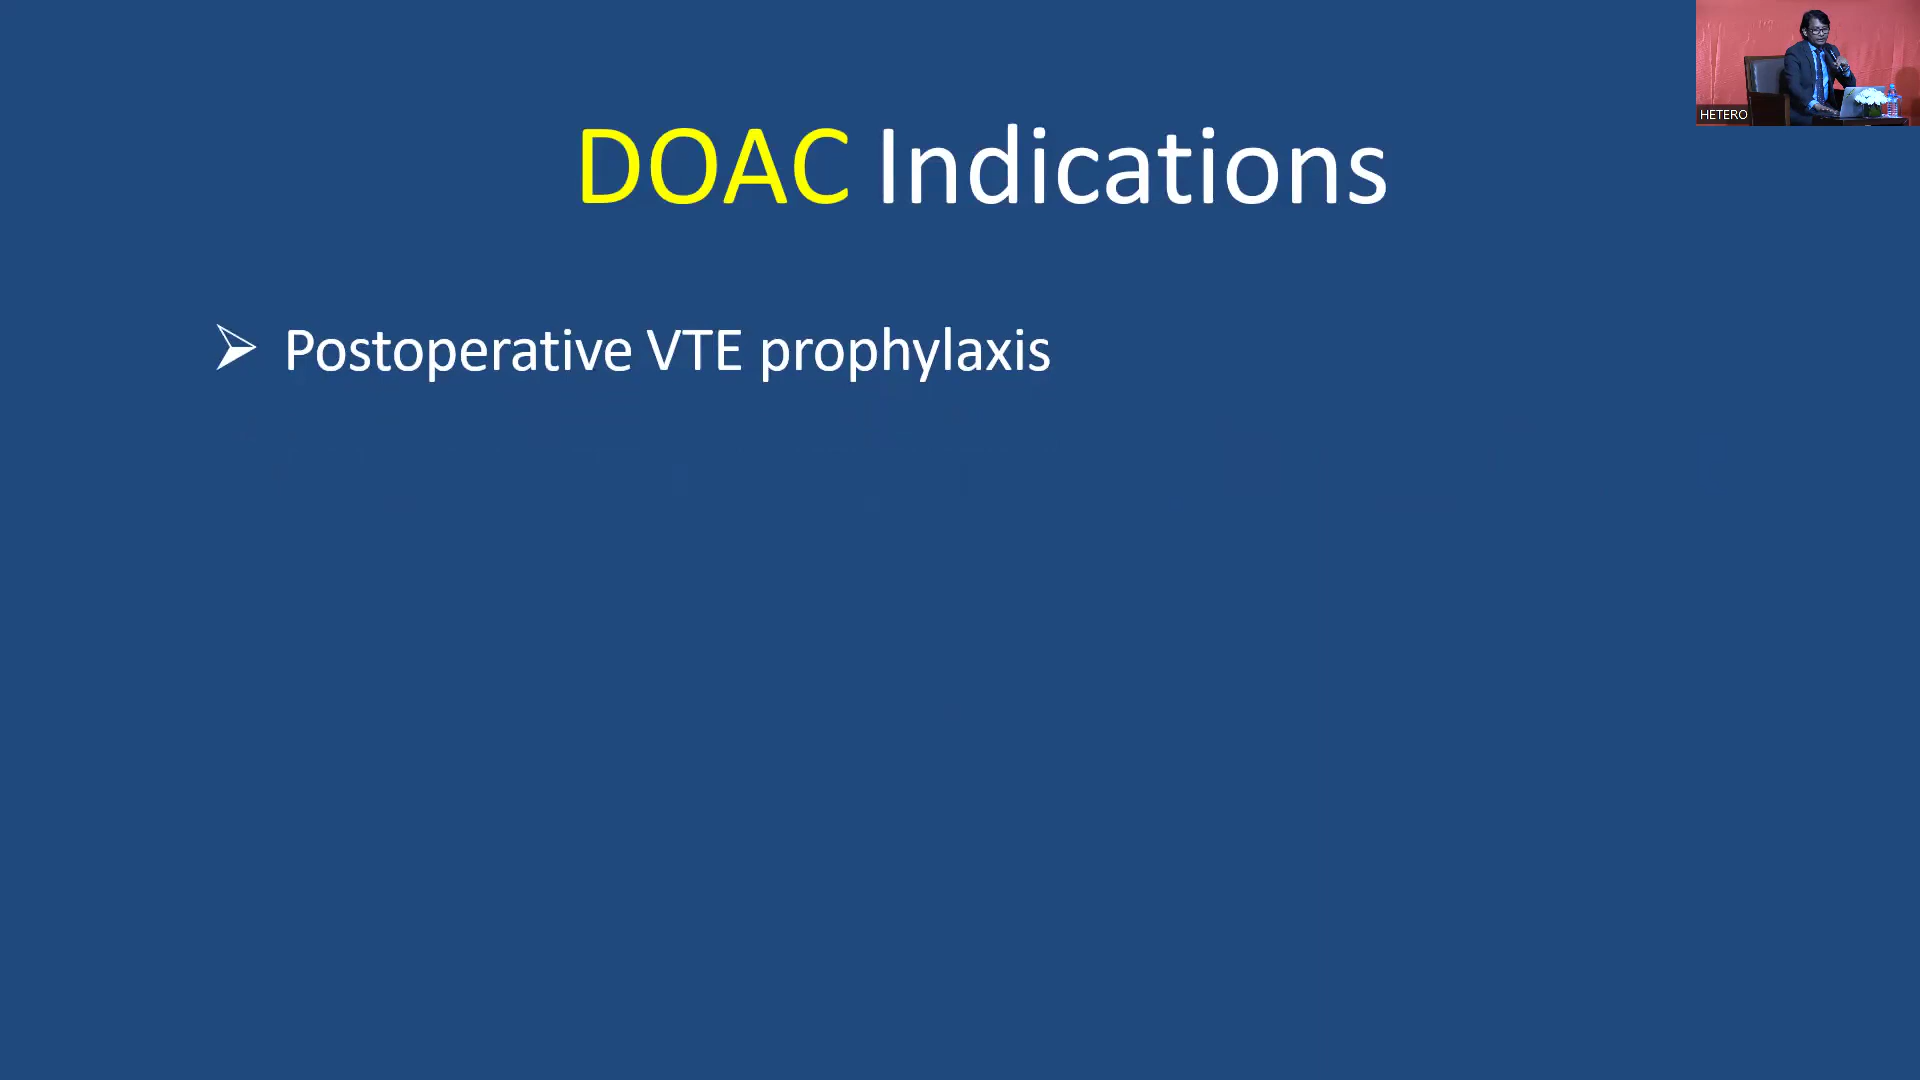 HETERO
DOAC Indications
➢ Postoperative VTE prophylaxis